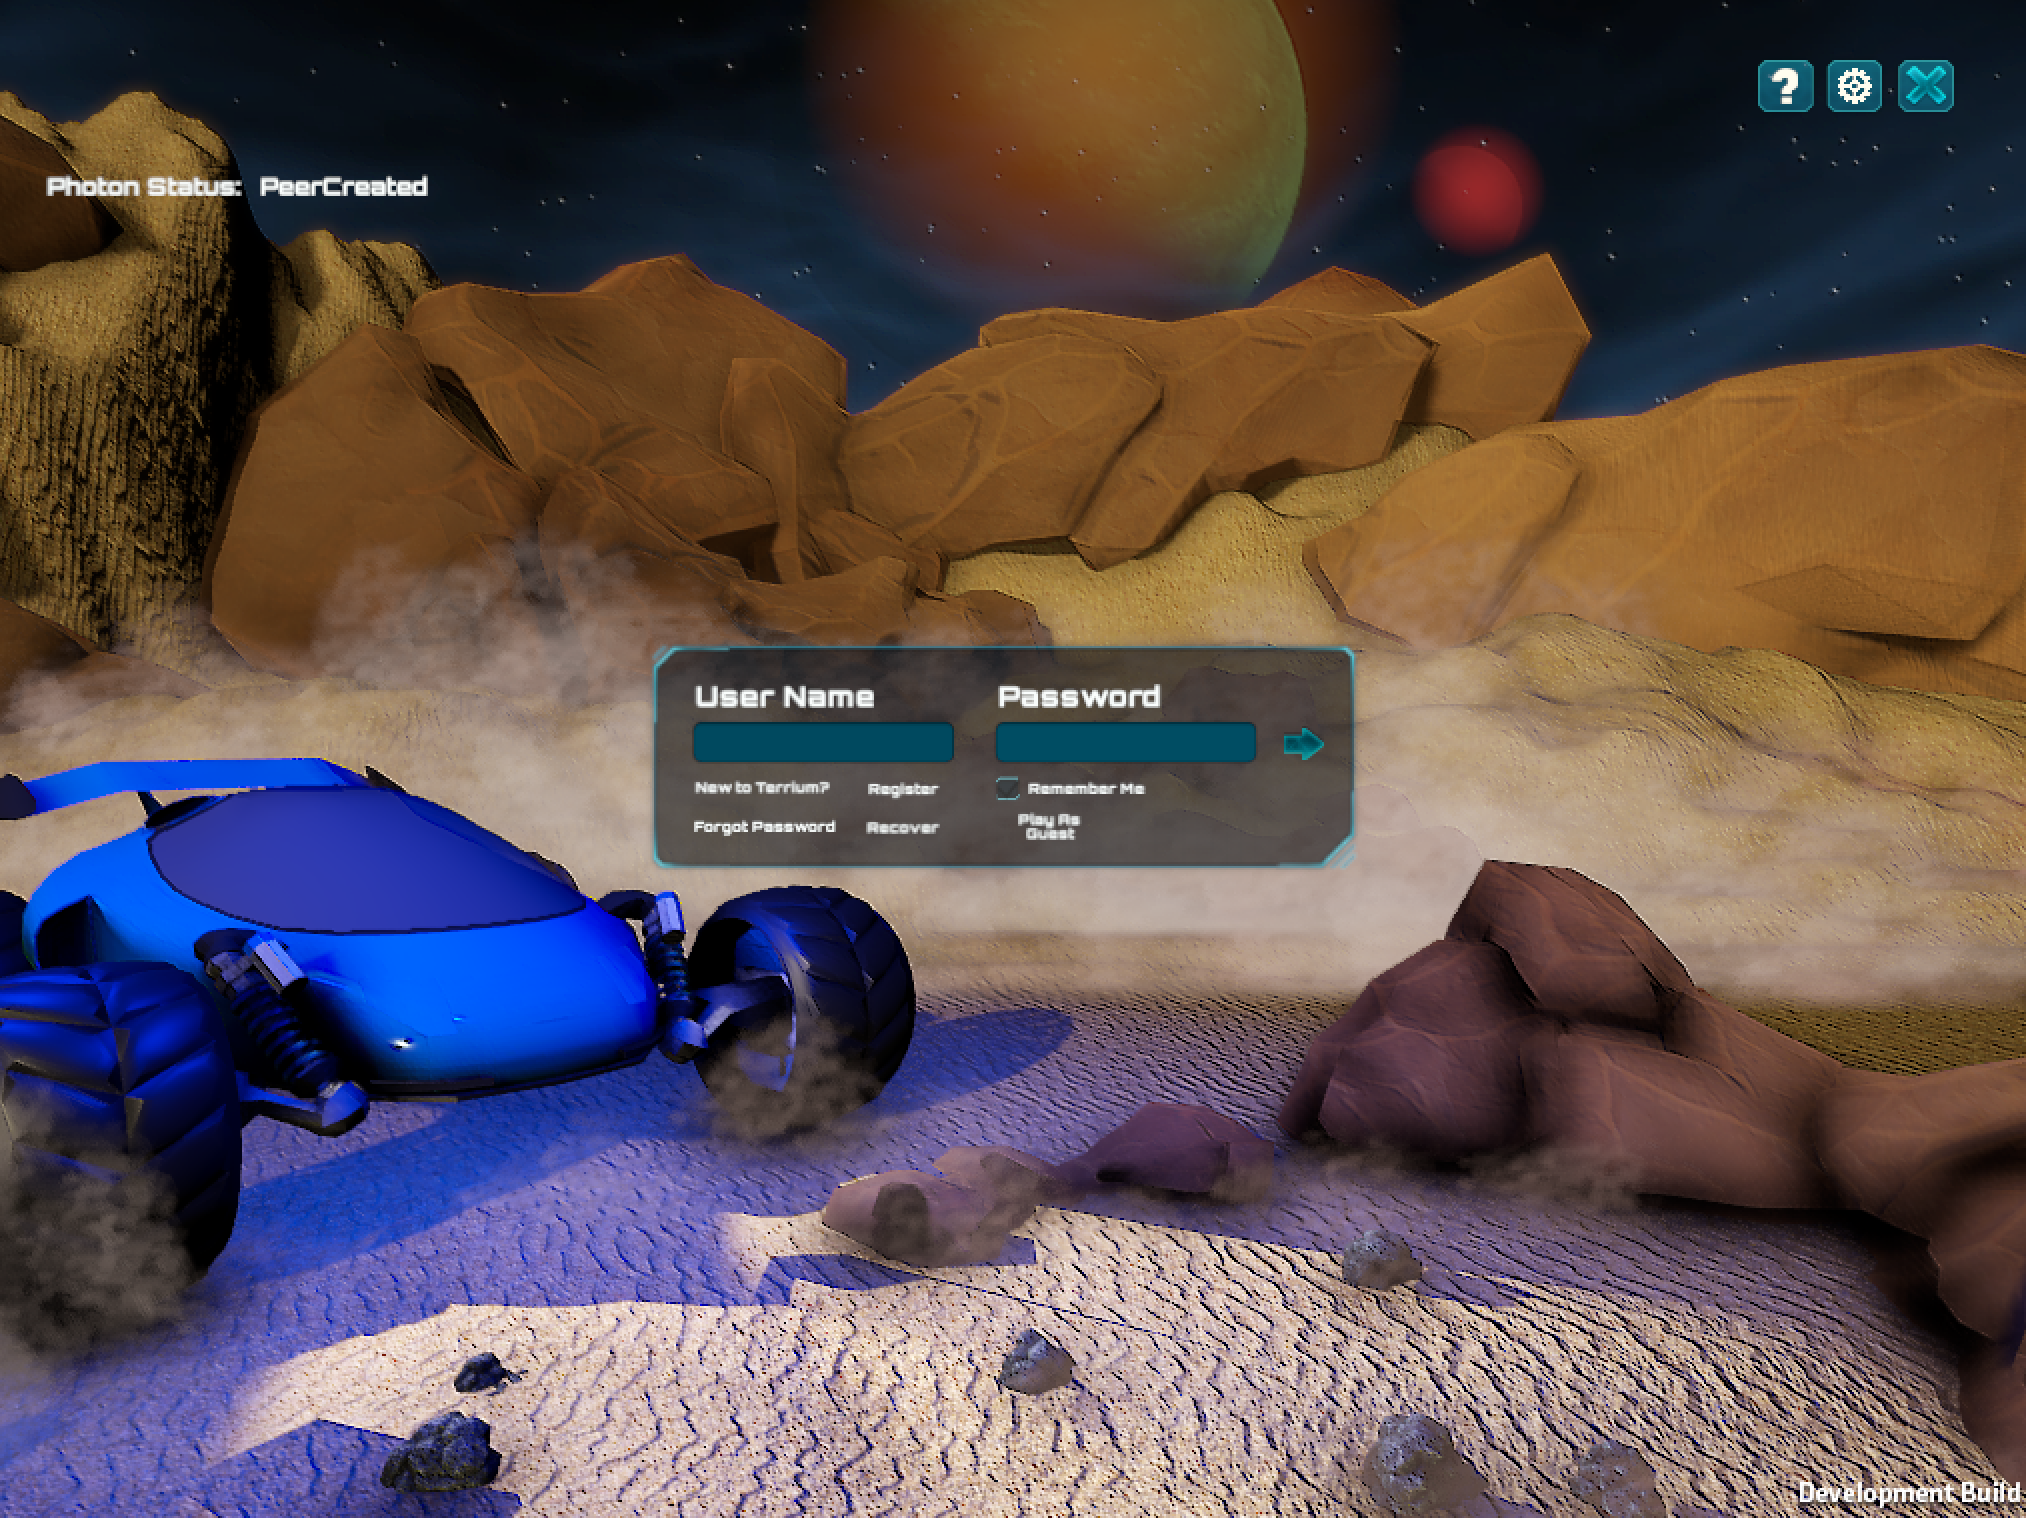 ?
Photon Status: PeerCreated
User Name Password
New to Terrium? Register Remember Me
Forgot Password Recover Play As
Guest
Development Build